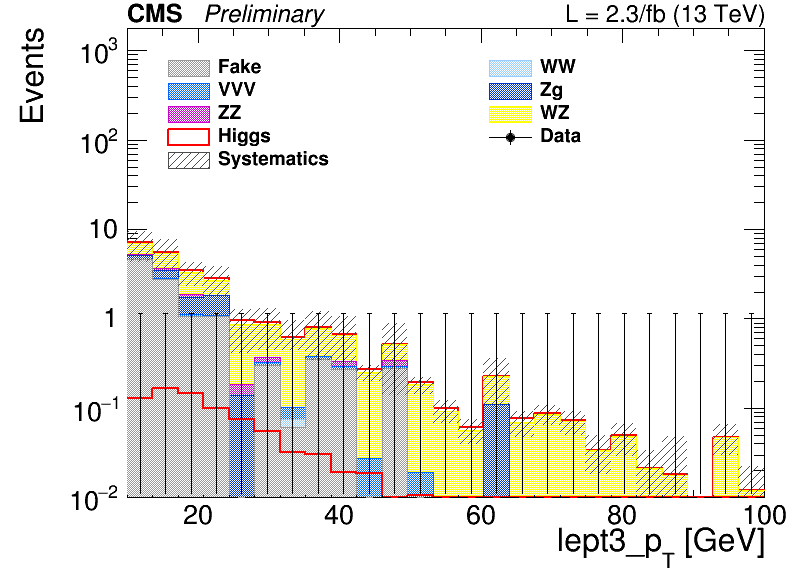 CMS Preliminary L = 2.3/fb (13 TeV)
Events
Fake WW
VVV Zg
ZZ WZ
Higgs Data
Systematics
10³
10²
10
1
10⁻¹
10⁻²
20 40 60 80 100
lept3_p_T [GeV]